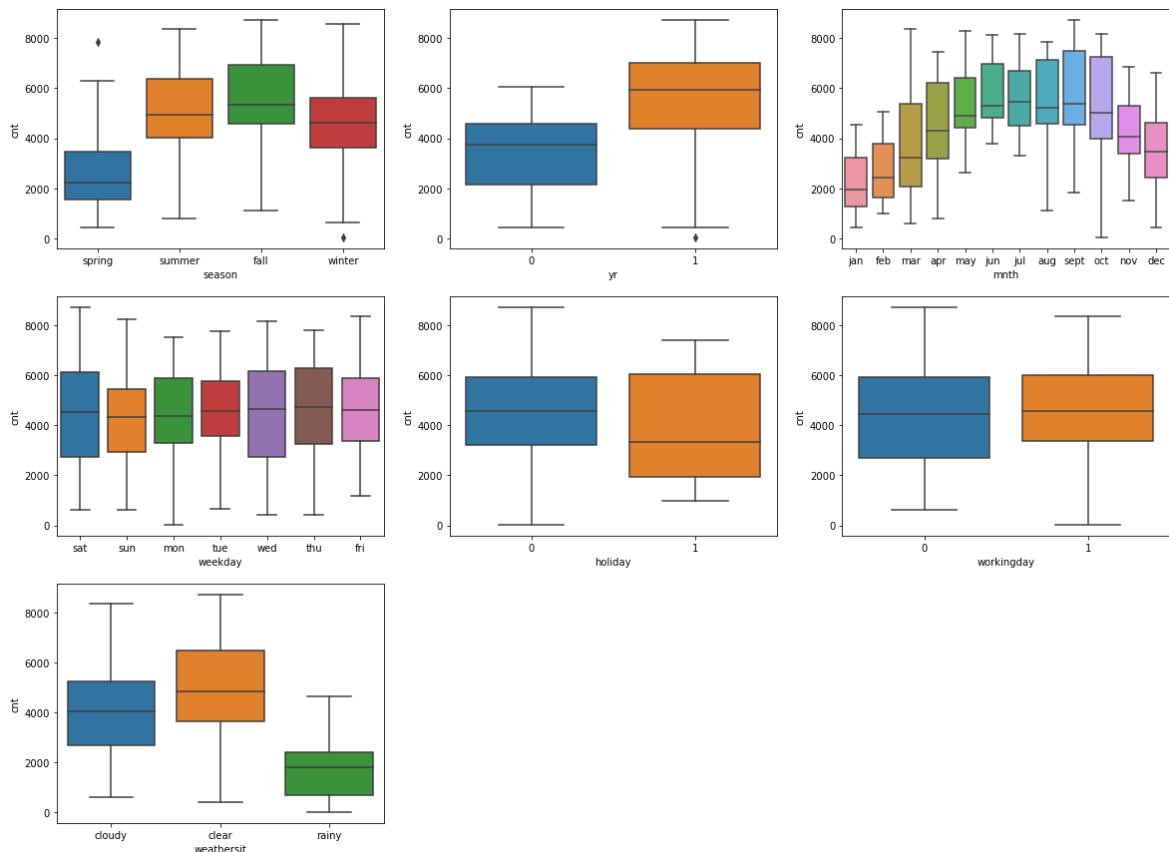 8000
6000
4000
2000
0
cnt
spring summer fall winter
season
8000
6000
4000
2000
0
cnt
0 1
yr
8000
6000
4000
2000
0
cnt
jan feb mar apr may jun jul aug sept oct nov dec
mnth
8000
6000
4000
2000
0
cnt
sat sun mon tue wed thu fri
weekday
8000
6000
4000
2000
0
cnt
0 1
holiday
8000
6000
4000
2000
0
cnt
0 1
workingday
8000
6000
4000
2000
0
cnt
cloudy clear rainy
weathersit